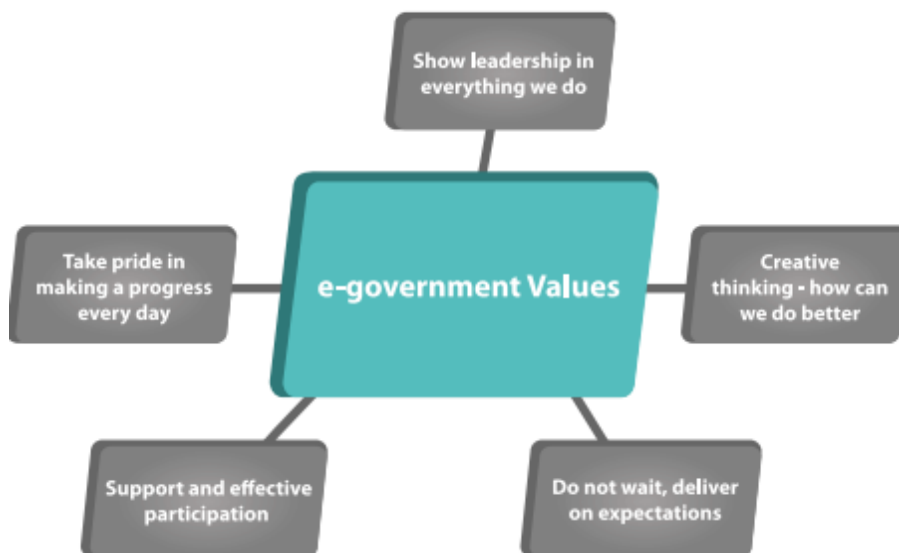 Show leadership in
everything we do
Take pride in
making a progress
every day
e-government Values
Creative
thinking - how can
we do better
Support and effective
participation
Do not wait, deliver
on expectations